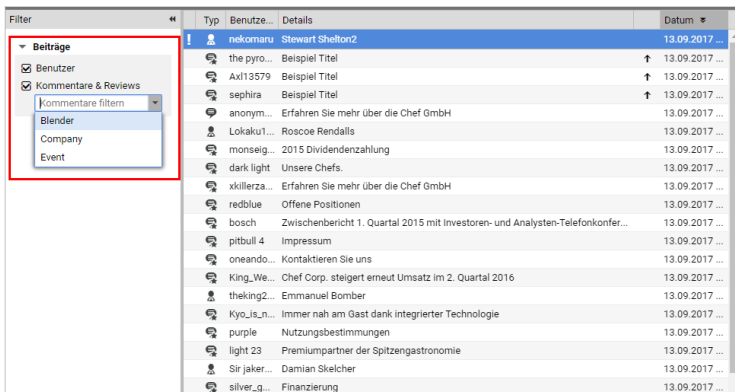 Filter
Typ Benutze... Details Datum
Beiträge
Benutzer
Kommentare & Reviews
Kommentare filtern
Blender
Company
Event
nekomaru Stewart Shelton2 13.09.2017 ...
the pyro... Beispiel Titel 13.09.2017 ...
Axl13579 Beispiel Titel 13.09.2017 ...
sephira Beispiel Titel 13.09.2017 ...
anonym... Erfahren Sie mehr über die Chef GmbH 13.09.2017 ...
Lokaku1... Roscoe Rendalls 13.09.2017 ...
monseig... 2015 Dividendenzahlung 13.09.2017 ...
dark light Unsere Chefs. 13.09.2017 ...
xkillerza... Erfahren Sie mehr über die Chef GmbH 13.09.2017 ...
redblue Offene Positionen 13.09.2017 ...
bosch Zwischenbericht 1. Quartal 2015 mit Investoren- und Analysten-Telefonkonfer... 13.09.2017 ...
pitbull 4 Impressum 13.09.2017 ...
oneando... Kontaktieren Sie uns 13.09.2017 ...
King_We... Chef Corp. steigert erneut Umsatz im 2. Quartal 2016 13.09.2017 ...
theking2... Emmanuel Bomber 13.09.2017 ...
Kyo_is_n... Immer nah am Gast dank integrierter Technologie 13.09.2017 ...
purple Nutzungsbestimmungen 13.09.2017 ...
light 23 Premiumpartner der Spitzengastronomie 13.09.2017 ...
Sir jaker... Damian Skelcher 13.09.2017 ...
silver_g... Finanzierung 13.09.2017 ...